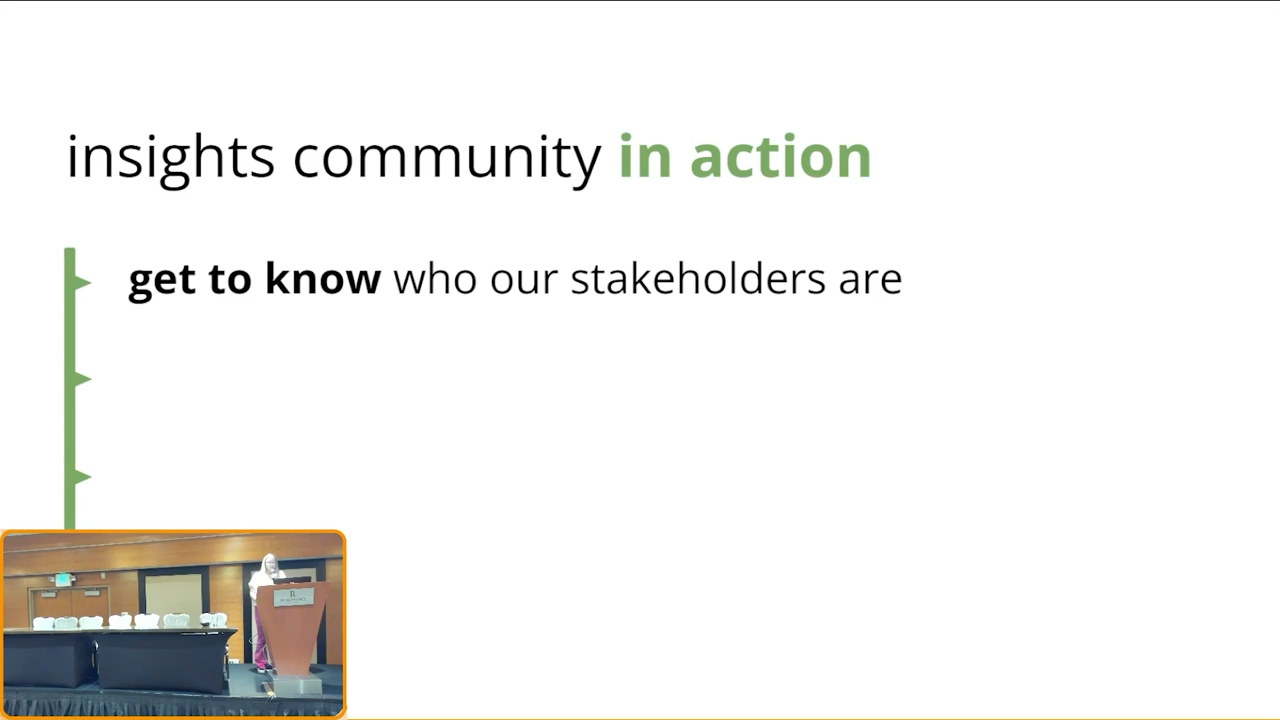 insights community in action
get to know who our stakeholders are
R